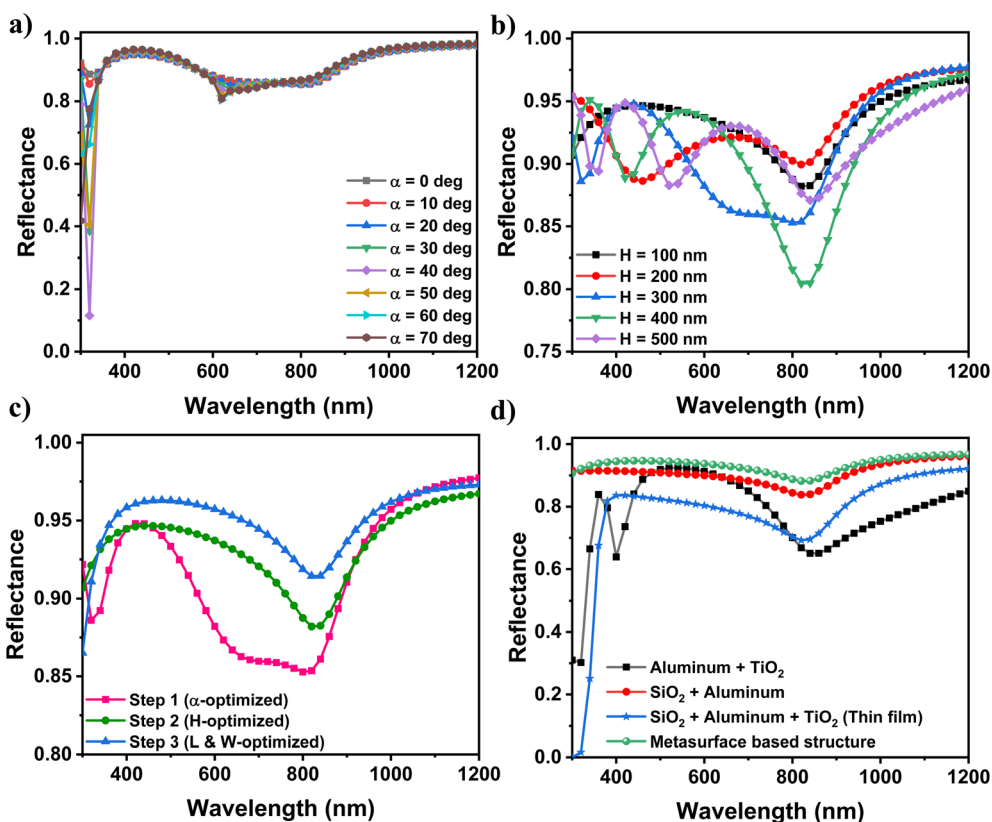 a)
Reflectance
1.0
0.8
0.6
0.4
0.2
0.0
400 600 800 1000 1200
Wavelength (nm)
α = 0 deg
α = 10 deg
α = 20 deg
α = 30 deg
α = 40 deg
α = 50 deg
α = 60 deg
α = 70 deg
b)
Reflectance
1.00
0.95
0.90
0.85
0.80
0.75
400 600 800 1000 1200
Wavelength (nm)
H = 100 nm
H = 200 nm
H = 300 nm
H = 400 nm
H = 500 nm
c)
Reflectance
1.00
0.95
0.90
0.85
0.80
400 600 800 1000 1200
Wavelength (nm)
Step 1 (α-optimized)
Step 2 (H-optimized)
Step 3 (L & W-optimized)
d)
Reflectance
1.0
0.8
0.6
0.4
0.2
0.0
400 600 800 1000 1200
Wavelength (nm)
Aluminum + TiO₂
SiO₂ + Aluminum
SiO₂ + Aluminum + TiO₂ (Thin film)
Metasurface based structure